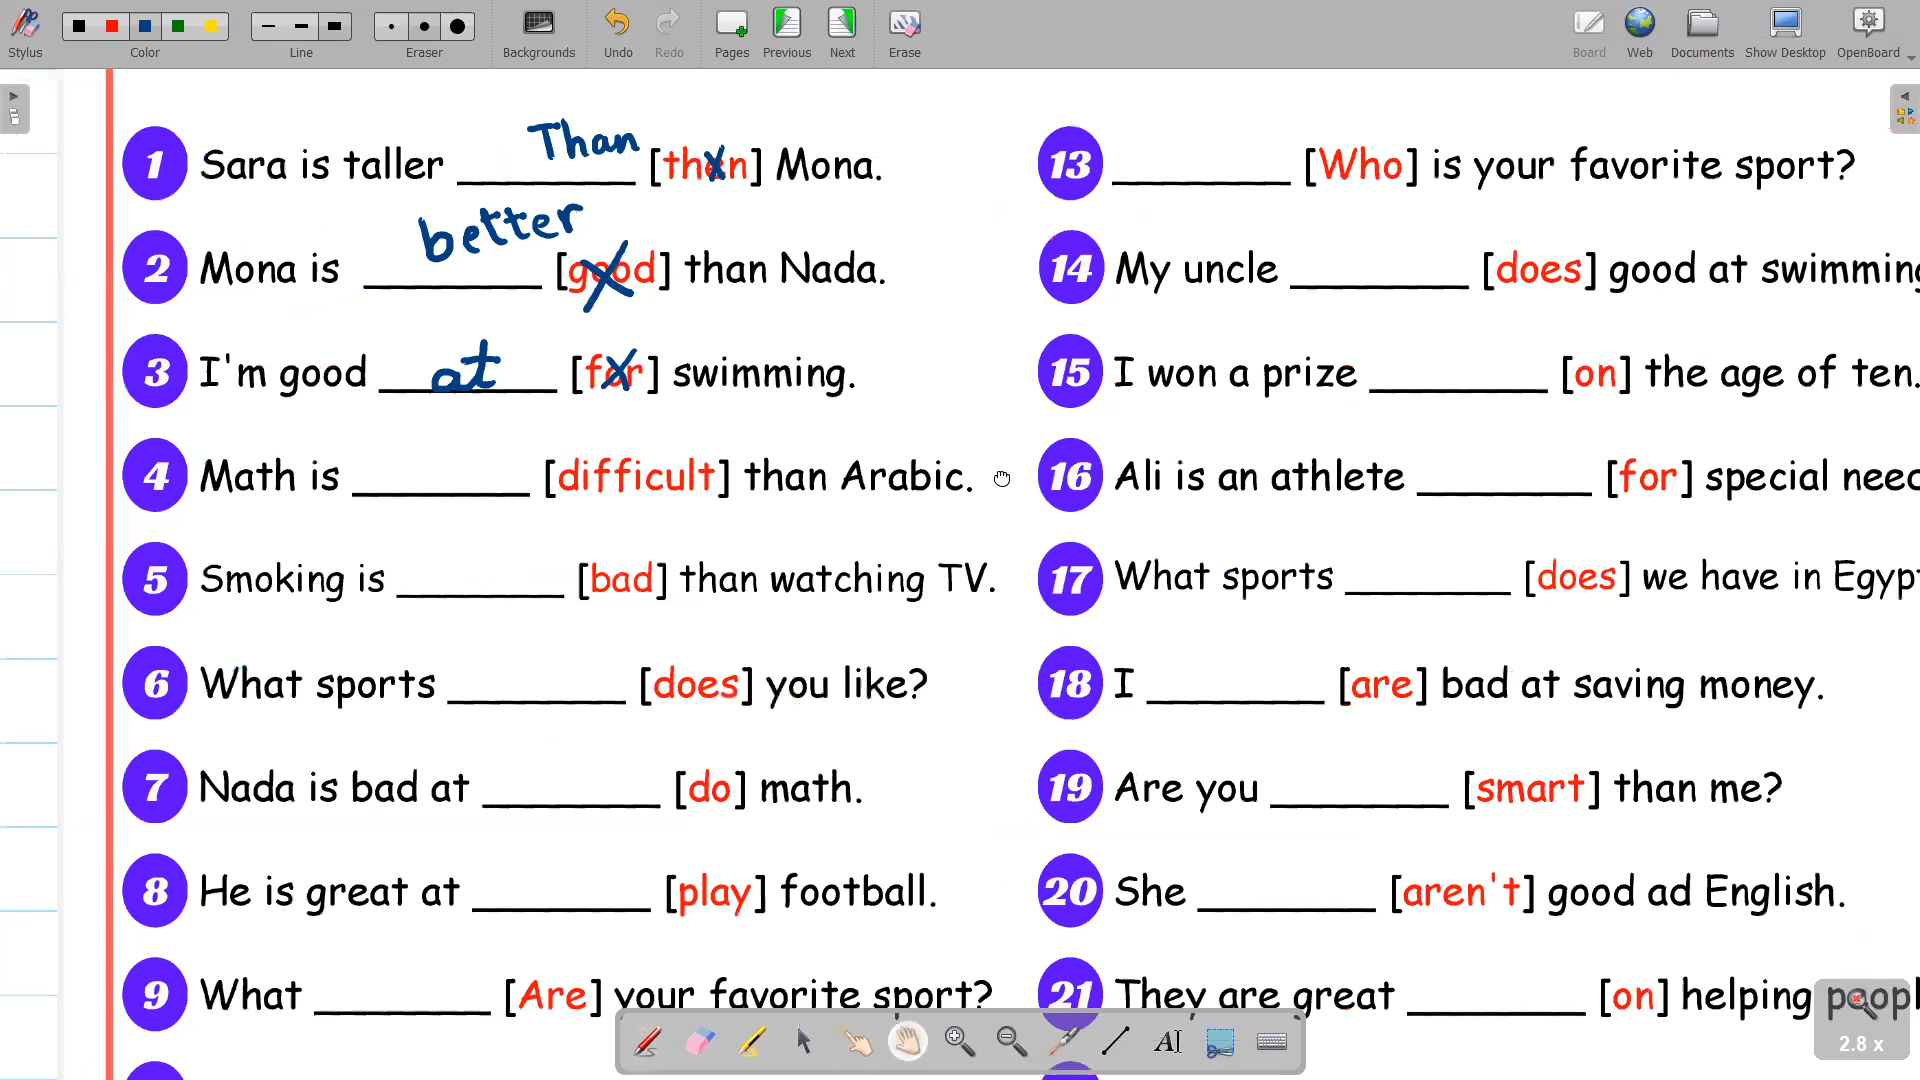 Stylus Color Line Eraser Backgrounds Undo Redo Pages Previous Next Erase Board Web Documents Show Desktop OpenBoard
Than
1 Sara is taller ________ [then] Mona.
better
2 Mona is ________ [good] than Nada.
3 I'm good at [for] swimming.
4 Math is ________ [difficult] than Arabic.
5 Smoking is ________ [bad] than watching TV.
6 What sports ________ [does] you like?
7 Nada is bad at ________ [do] math.
8 He is great at ________ [play] football.
9 What ________ [Are] your favorite sport?
13 ________ [Who] is your favorite sport?
14 My uncle ________ [does] good at swimming
15 I won a prize ________ [on] the age of ten.
16 Ali is an athlete ________ [for] special need
17 What sports ________ [does] we have in Egypt
18 I ________ [are] bad at saving money.
19 Are you ________ [smart] than me?
20 She ________ [aren't] good ad English.
21 They are great ________ [on] helping peopl
2.8 x